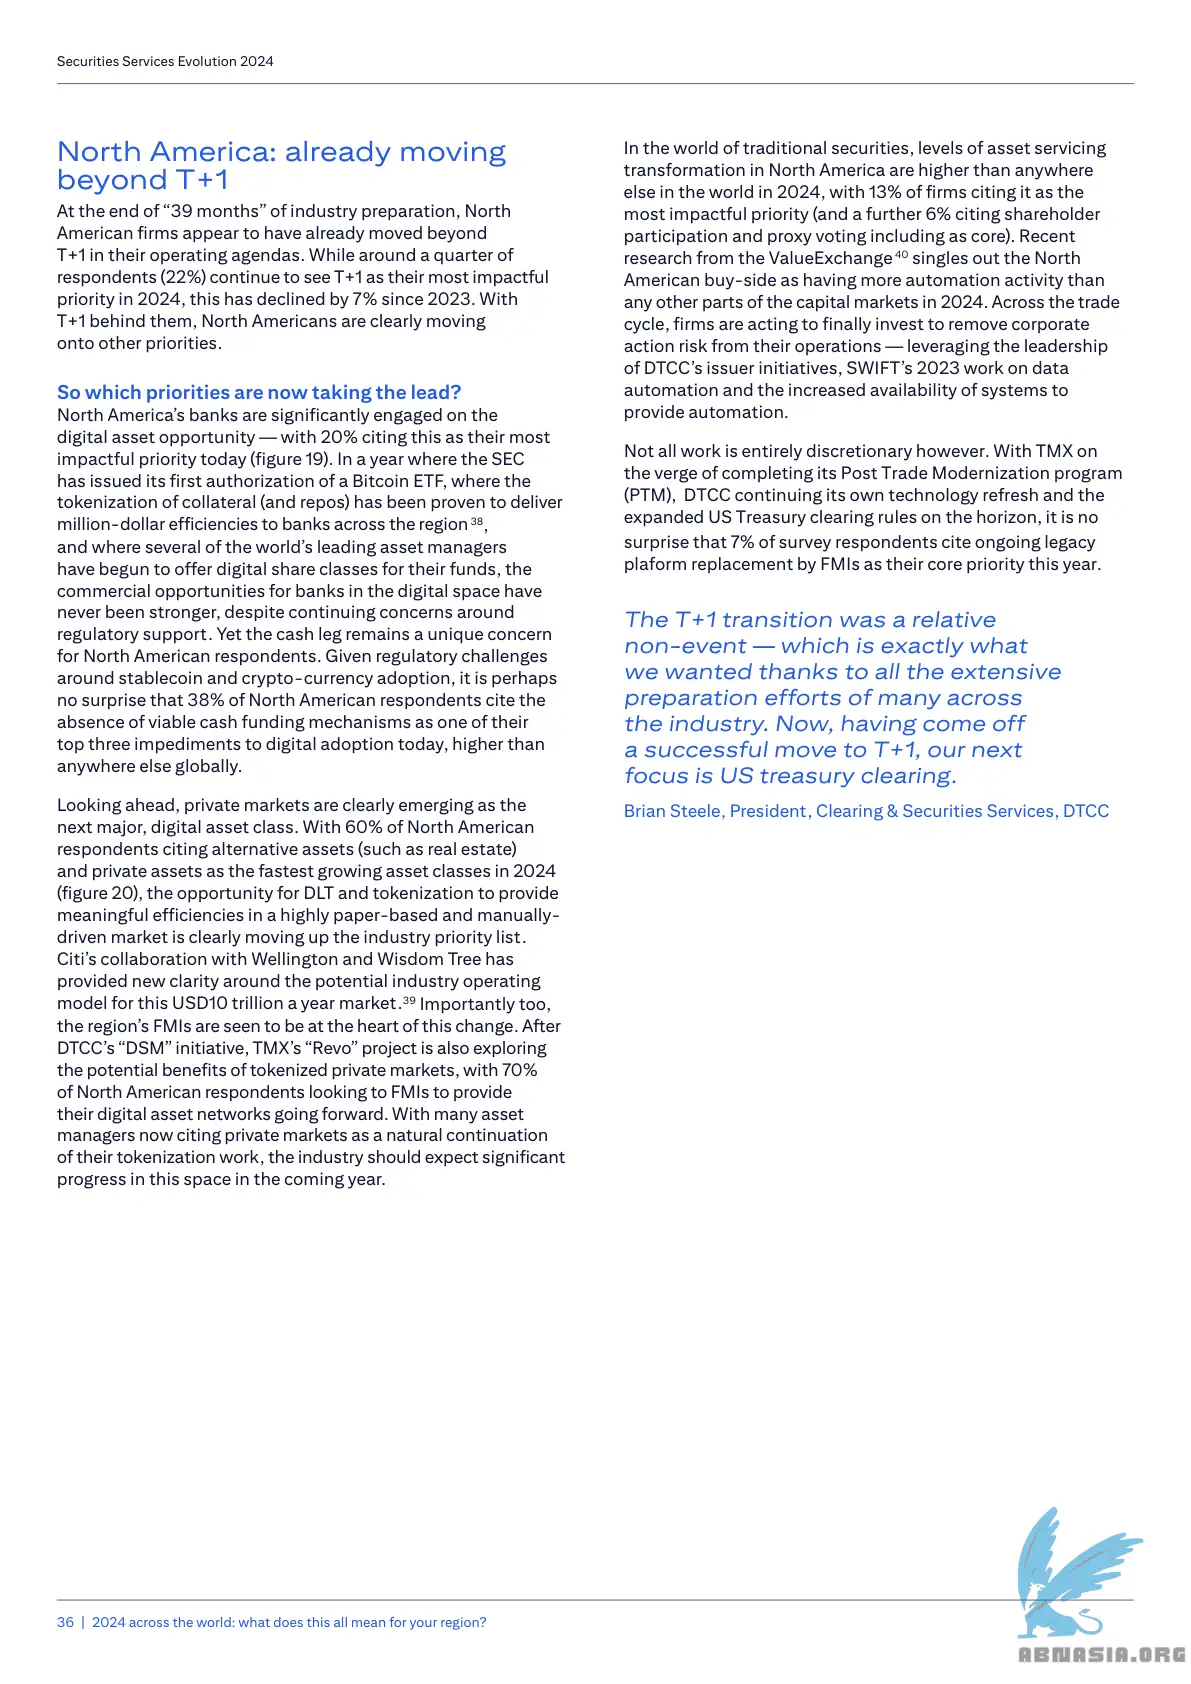 Securities Services Evolution 2024
North America: already moving
beyond T+1
At the end of “39 months” of industry preparation, North
American firms appear to have already moved beyond
T+1 in their operating agendas. While around a quarter of
respondents (22%) continue to see T+1 as their most impactful
priority in 2024, this has declined by 7% since 2023. With
T+1 behind them, North Americans are clearly moving
onto other priorities.
So which priorities are now taking the lead?
North America’s banks are significantly engaged on the
digital asset opportunity — with 20% citing this as their most
impactful priority today (figure 19). In a year where the SEC
has issued its first authorization of a Bitcoin ETF, where the
tokenization of collateral (and repos) has been proven to deliver
million-dollar efficiencies to banks across the region 38,
and where several of the world’s leading asset managers
have begun to offer digital share classes for their funds, the
commercial opportunities for banks in the digital space have
never been stronger, despite continuing concerns around
regulatory support. Yet the cash leg remains a unique concern
for North American respondents. Given regulatory challenges
around stablecoin and crypto-currency adoption, it is perhaps
no surprise that 38% of North American respondents cite the
absence of viable cash funding mechanisms as one of their
top three impediments to digital adoption today, higher than
anywhere else globally.
Looking ahead, private markets are clearly emerging as the
next major, digital asset class. With 60% of North American
respondents citing alternative assets (such as real estate)
and private assets as the fastest growing asset classes in 2024
(figure 20), the opportunity for DLT and tokenization to provide
meaningful efficiencies in a highly paper-based and manually-
driven market is clearly moving up the industry priority list.
Citi’s collaboration with Wellington and Wisdom Tree has
provided new clarity around the potential industry operating
model for this USD10 trillion a year market.39 Importantly too,
the region’s FMIs are seen to be at the heart of this change. After
DTCC’s “DSM” initiative, TMX’s “Revo” project is also exploring
the potential benefits of tokenized private markets, with 70%
of North American respondents looking to FMIs to provide
their digital asset networks going forward. With many asset
managers now citing private markets as a natural continuation
of their tokenization work, the industry should expect significant
progress in this space in the coming year.
In the world of traditional securities, levels of asset servicing
transformation in North America are higher than anywhere
else in the world in 2024, with 13% of firms citing it as the
most impactful priority (and a further 6% citing shareholder
participation and proxy voting including as core). Recent
research from the ValueExchange 40 singles out the North
American buy-side as having more automation activity than
any other parts of the capital markets in 2024. Across the trade
cycle, firms are acting to finally invest to remove corporate
action risk from their operations — leveraging the leadership
of DTCC’s issuer initiatives, SWIFT’s 2023 work on data
automation and the increased availability of systems to
provide automation.
Not all work is entirely discretionary however. With TMX on
the verge of completing its Post Trade Modernization program
(PTM), DTCC continuing its own technology refresh and the
expanded US Treasury clearing rules on the horizon, it is no
surprise that 7% of survey respondents cite ongoing legacy
plaform replacement by FMIs as their core priority this year.
The T+1 transition was a relative
non-event — which is exactly what
we wanted thanks to all the extensive
preparation efforts of many across
the industry. Now, having come off
a successful move to T+1, our next
focus is US treasury clearing.
Brian Steele, President, Clearing & Securities Services, DTCC
36 | 2024 across the world: what does this all mean for your region?
ABNASIA.ORG